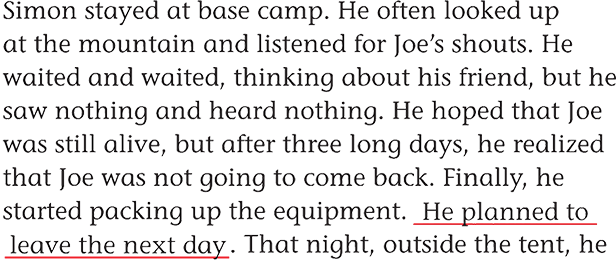 Simon stayed at base camp. He often looked up
at the mountain and listened for Joe’s shouts. He
waited and waited, thinking about his friend, but he
saw nothing and heard nothing. He hoped that Joe
was still alive, but after three long days, he realized
that Joe was not going to come back. Finally, he
started packing up the equipment. He planned to
leave the next day. That night, outside the tent, he